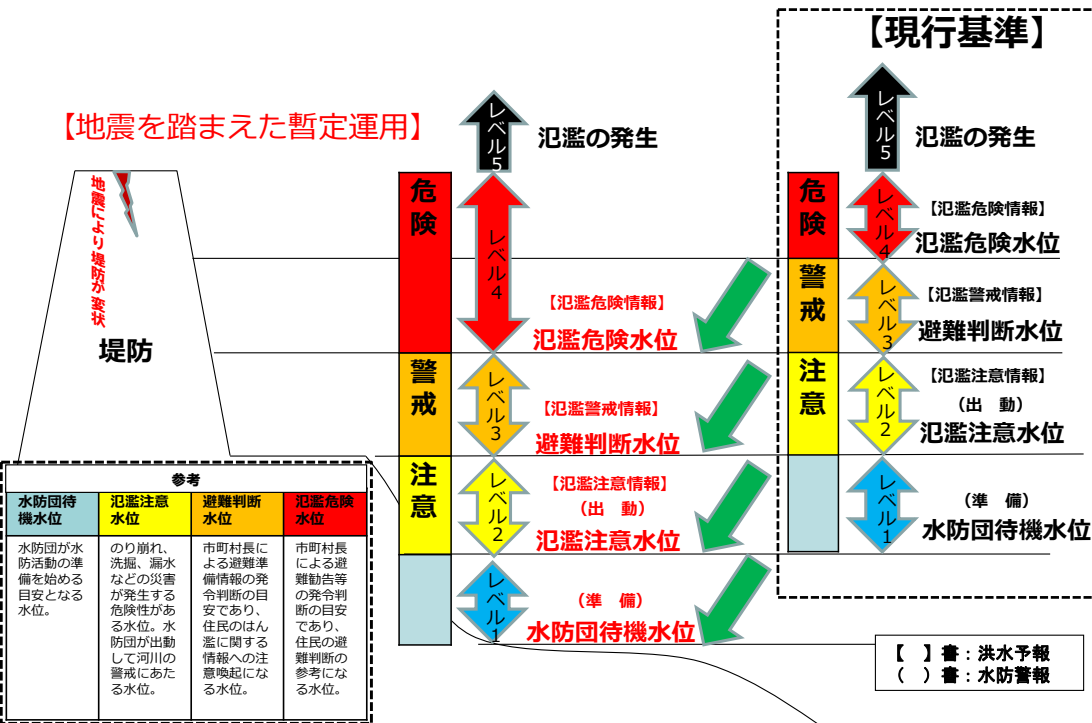 【現行基準】
【地震を踏まえた暫定運用】
レベル5
氾濫の発生
レベル5
氾濫の発生
地震により堤防が変状
堤防
危険
レベル4
【氾濫危険情報】
氾濫危険水位
警戒
レベル3
【氾濫警戒情報】
避難判断水位
注意
レベル2
【氾濫注意情報】
(出 動)
氾濫注意水位
レベル1
(準 備)
水防団待機水位
危険
レベル4
【氾濫危険情報】
氾濫危険水位
警戒
レベル3
【氾濫警戒情報】
避難判断水位
注意
レベル2
【氾濫注意情報】
(出 動)
氾濫注意水位
レベル1
(準 備)
水防団待機水位
参考
水防団待
機水位
水防団が水
防活動の準
備を始める
目安となる
水位。
氾濫注意
水位
のり崩れ、
洗掘、漏水
などの災害
が発生する
危険性があ
る水位。水
防団が出動
して河川の
警戒にあた
る水位。
避難判断
水位
市町村長に
よる避難準
備情報の発
令判断の目
安であり、
住民のはん
濫に関する
情報への注
意喚起にな
る水位。
氾濫危険
水位
市町村長
による避
難勧告等
の発令判
断の目安
であり、
住民の避
難判断の
参考にな
る水位。
【 】書：洪水予報
( )書：水防警報